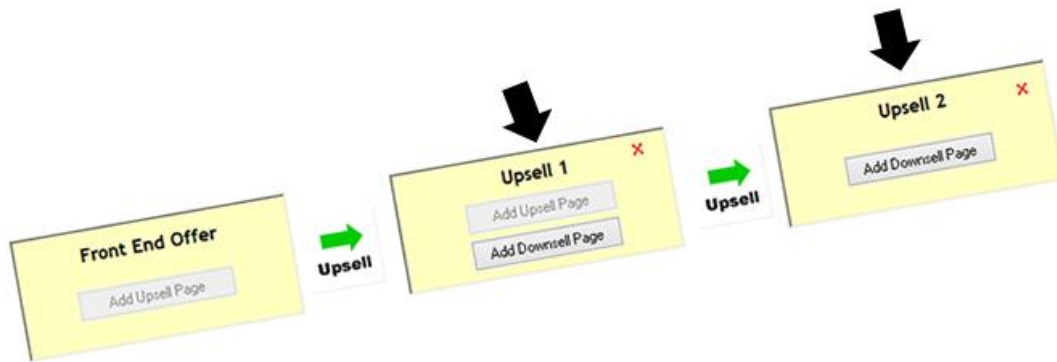 Front End Offer
Add Upsell Page
Upsell
Upsell 1
X
Add Upsell Page
Add Downsell Page
Upsell
Upsell 2
X
Add Downsell Page